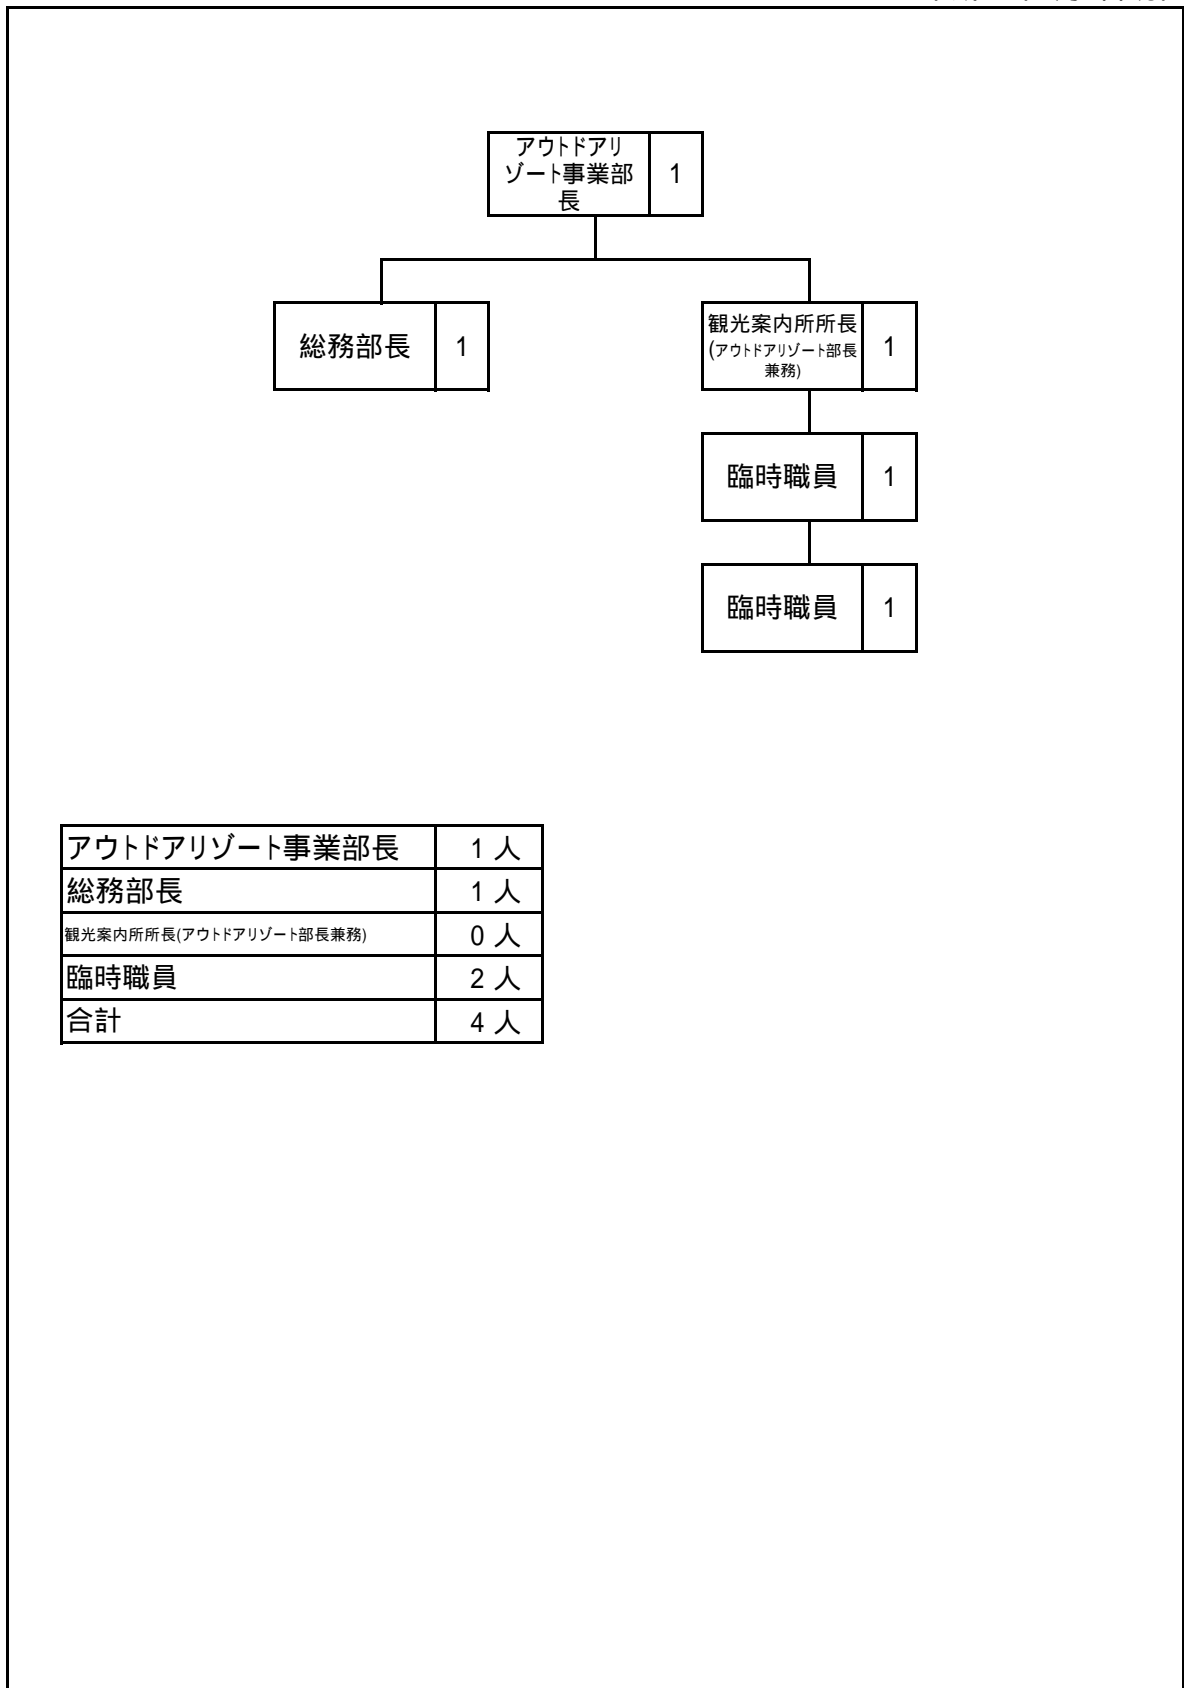 アウトドアリ
ゾート事業部
長
1
総務部長 1
観光案内所所長
(アウトドアリゾート部長
兼務)
1
臨時職員 1
臨時職員 1
アウトドアリゾート事業部長 1 人
総務部長 1 人
観光案内所所長(アウトドアリゾート部長兼務) 0 人
臨時職員 2 人
合計 4 人